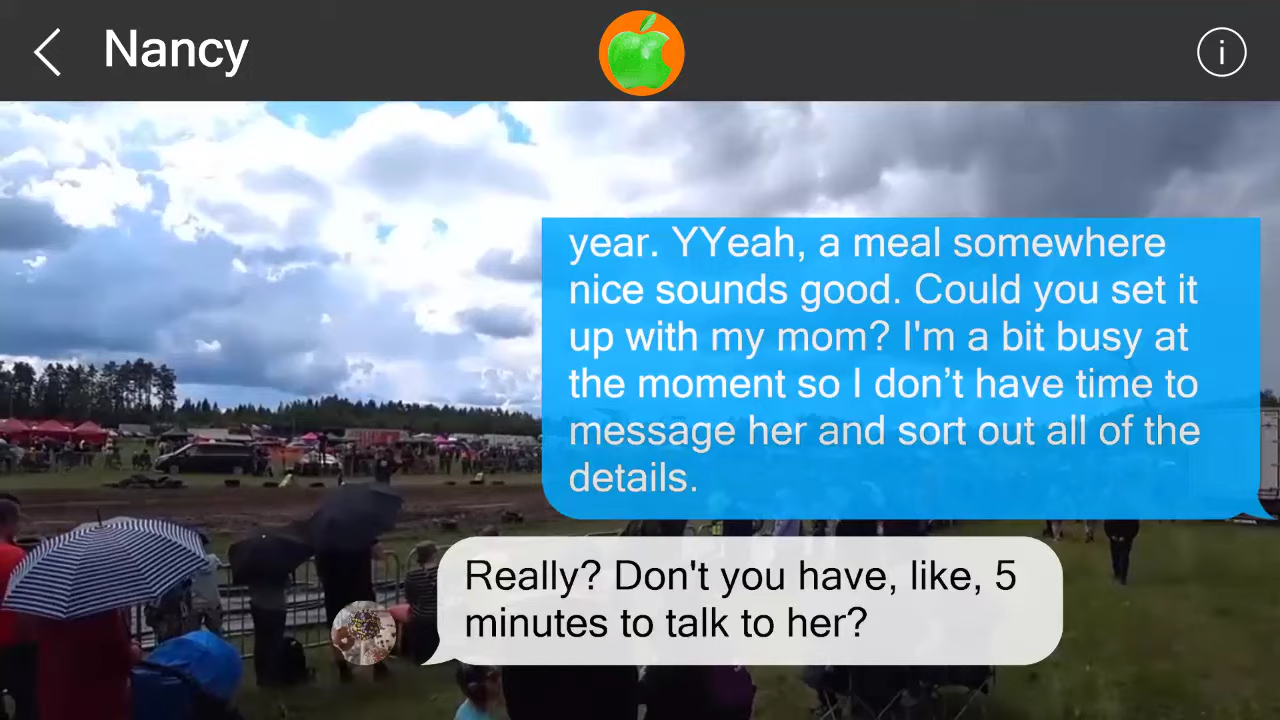 Nancy
i
year. YYeah, a meal somewhere
nice sounds good. Could you set it
up with my mom? I'm a bit busy at
the moment so I don’t have time to
message her and sort out all of the
details.
Really? Don't you have, like, 5
minutes to talk to her?